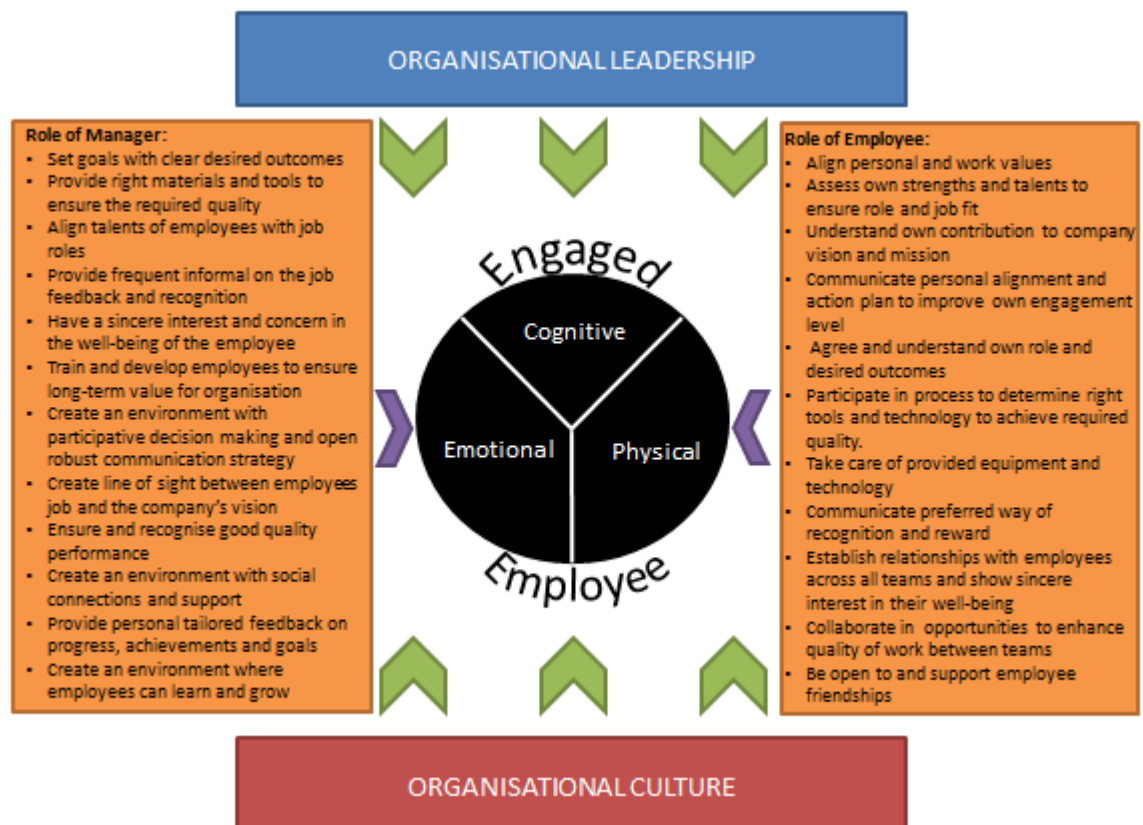 ORGANISATIONAL LEADERSHIP
Role of Manager:
▪ Set goals with clear desired outcomes
▪ Provide right materials and tools to
ensure the required quality
▪ Align talents of employees with job
roles
▪ Provide frequent informal on the job
feedback and recognition
▪ Have a sincere interest and concern in
the well-being of the employee
▪ Train and develop employees to ensure
long-term value for organisation
▪ Create an environment with
participative decision making and open
robust communication strategy
▪ Create line of sight between employees
job and the company's vision
▪ Ensure and recognise good quality
performance
▪ Create an environment with social
connections and support
▪ Provide personal tailored feedback on
progress, achievements and goals
▪ Create an environment where
employees can learn and grow
Engaged
Cognitive
Emotional
Physical
Employee
Role of Employee:
▪ Align personal and work values
▪ Assess own strengths and talents to
ensure role and job fit
▪ Understand own contribution to company
vision and mission
▪ Communicate personal alignment and
action plan to improve own engagement
level
▪ Agree and understand own role and
desired outcomes
▪ Participate in process to determine right
tools and technology to achieve required
quality.
▪ Take care of provided equipment and
technology
▪ Communicate preferred way of
recognition and reward
▪ Establish relationships with employees
across all teams and show sincere
interest in their well-being
▪ Collaborate in opportunities to enhance
quality of work between teams
▪ Be open to and support employee
friendships
ORGANISATIONAL CULTURE